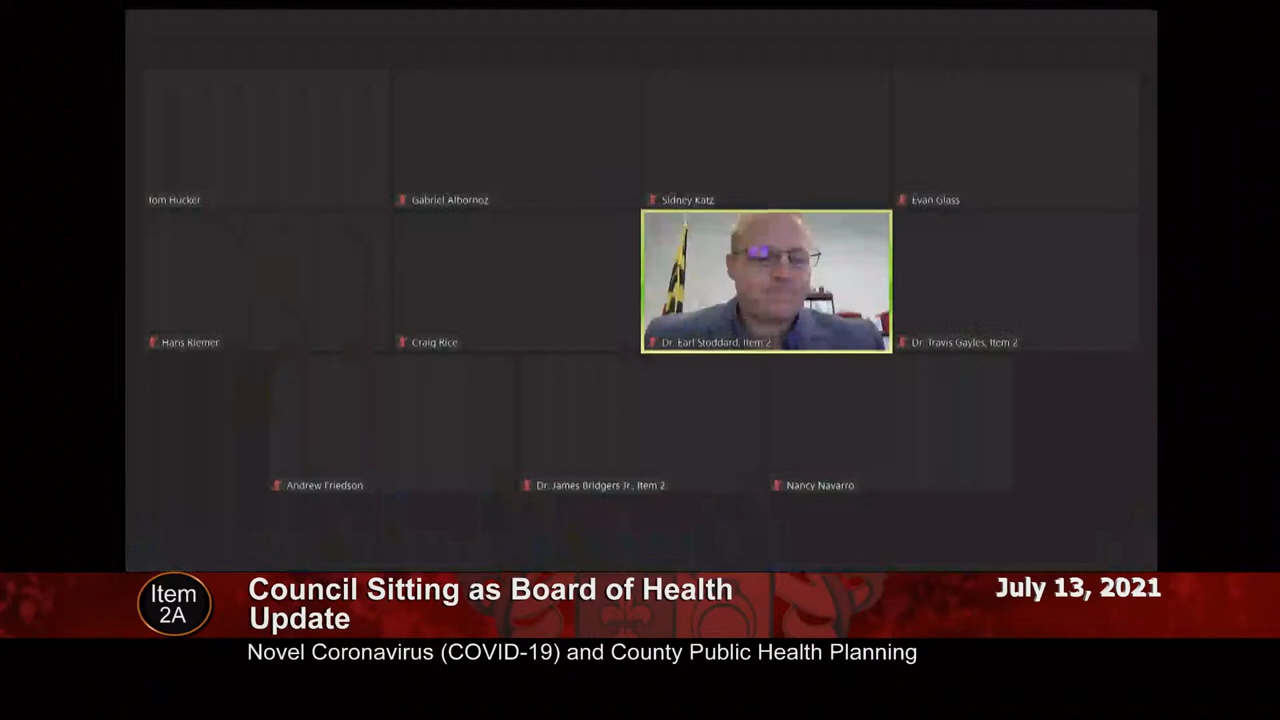 Tom Hucker
Gabriel Albornoz
Sidney Katz
Evan Glass
Hans Riemer
Craig Rice
Dr. Earl Stoddard, Item 2
Dr. Travis Gayles, Item 2
Andrew Friedson
Dr. James Bridgers Jr., Item 2
Nancy Navarro
Item
2A
Council Sitting as Board of Health
Update
July 13, 2021
Novel Coronavirus (COVID-19) and County Public Health Planning